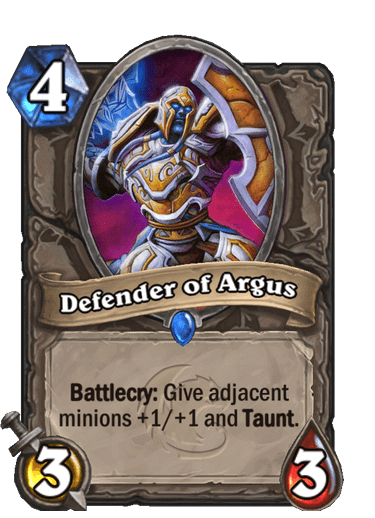 4
Defender of Argus
Battlecry: Give adjacent
minions +1/+1 and Taunt.
3
3